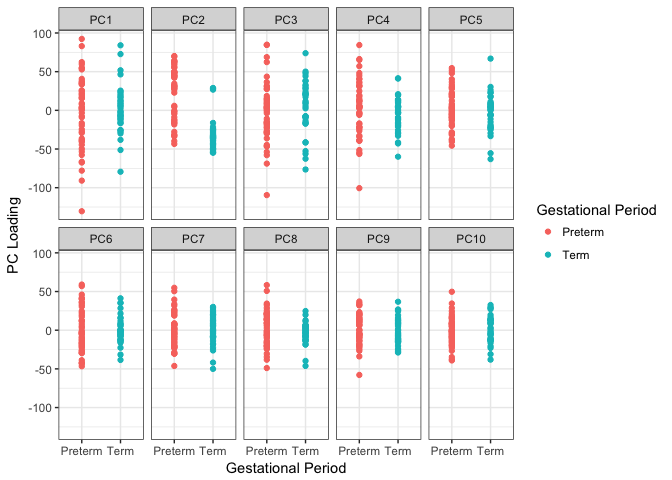 PC1 PC2 PC3 PC4 PC5
100
50
0
-50
-100
PC6 PC7 PC8 PC9 PC10
100
50
0
-50
-100
Preterm Term Preterm Term Preterm Term Preterm Term Preterm Term
Gestational Period
PC Loading
Gestational Period
Preterm
Term